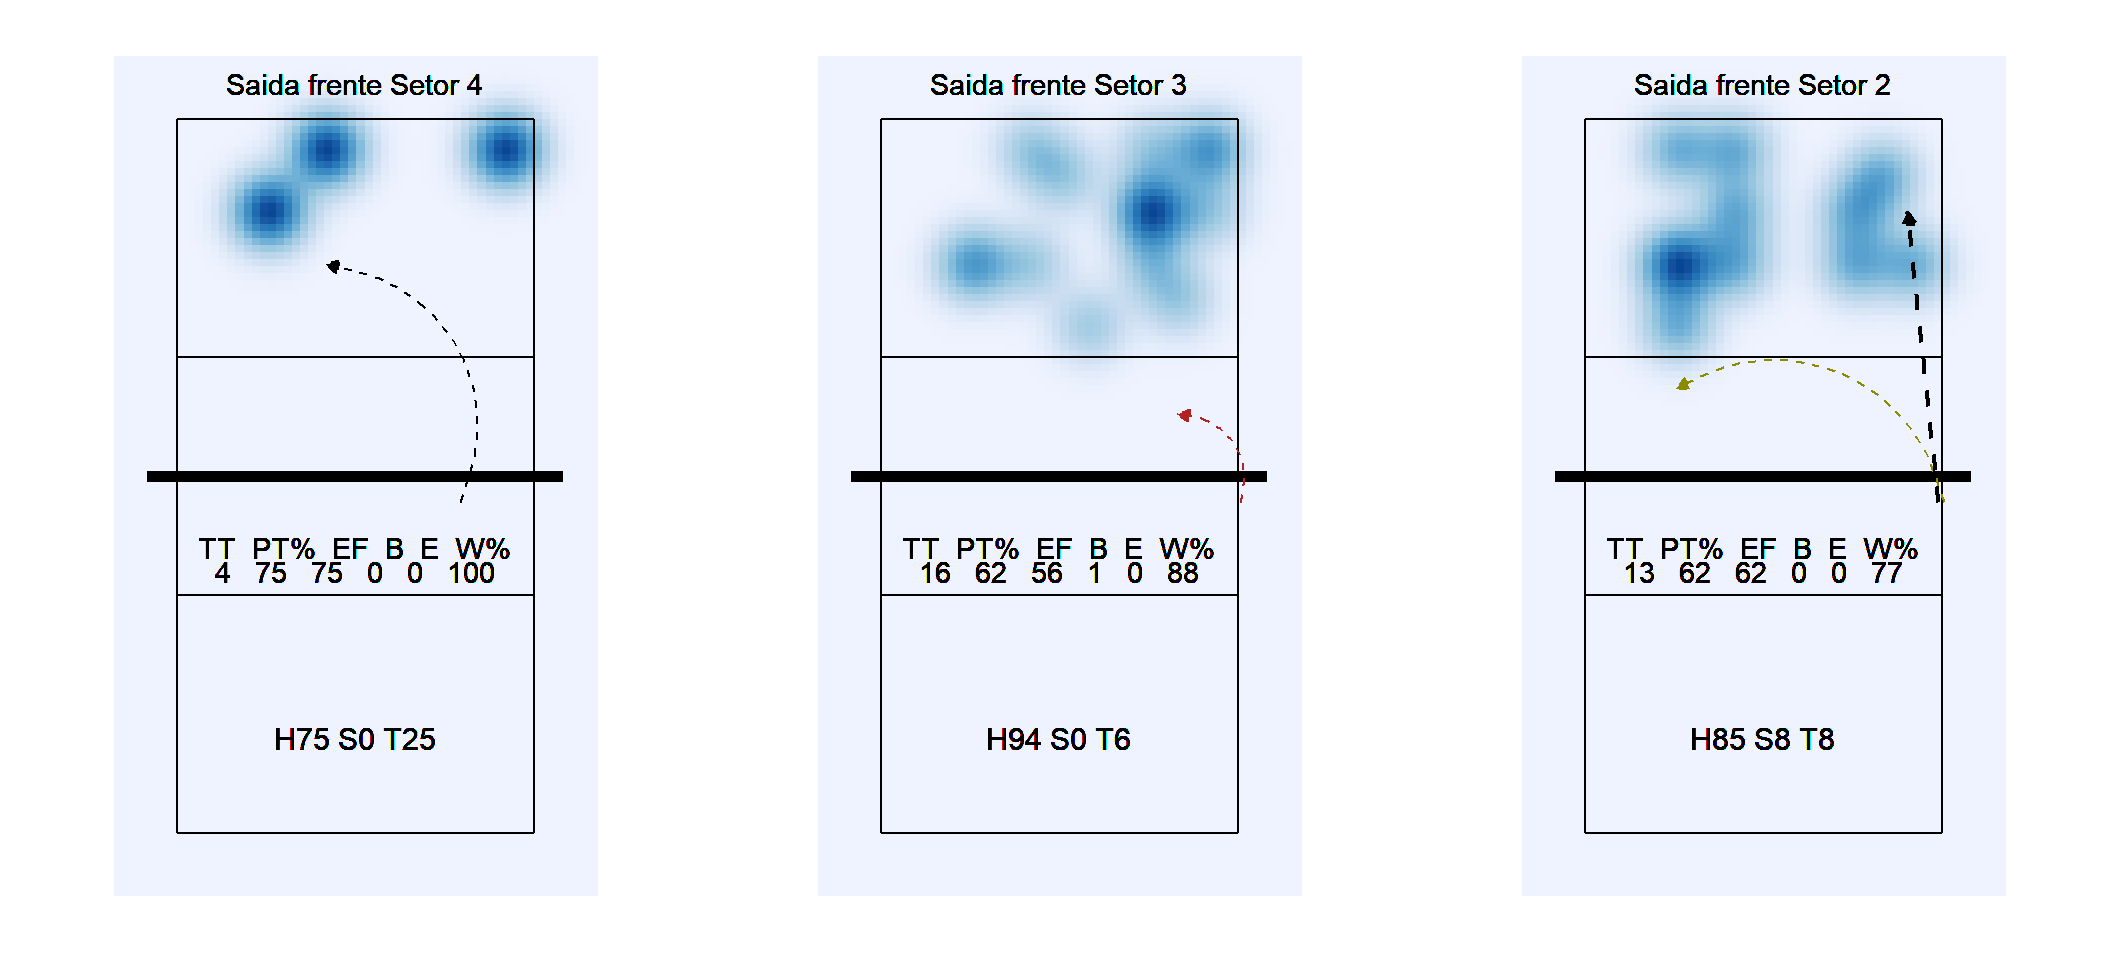 Saida frente Setor 4
TT PT% EF B E W%
4 75 75 0 0 100
H75 S0 T25
Saida frente Setor 3
TT PT% EF B E W%
16 62 56 1 0 88
H94 S0 T6
Saida frente Setor 2
TT PT% EF B E W%
13 62 62 0 0 77
H85 S8 T8